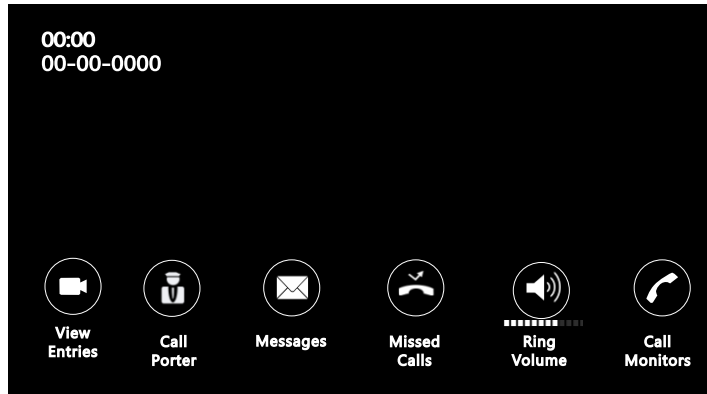 00:00
00-00-0000
View
Entries
Call
Porter
Messages
Missed
Calls
Ring
Volume
Call
Monitors